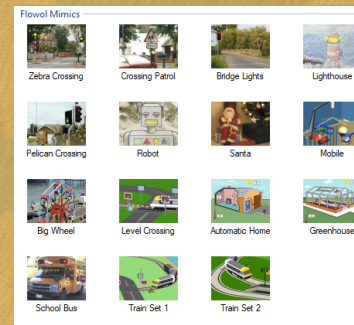 Flowol Mimics
Zebra Crossing
Crossing Patrol
Bridge Lights
Lighthouse
Pelican Crossing
Robot
Santa
Mobile
Big Wheel
Level Crossing
Automatic Home
Greenhouse
School Bus
Train Set 1
Train Set 2